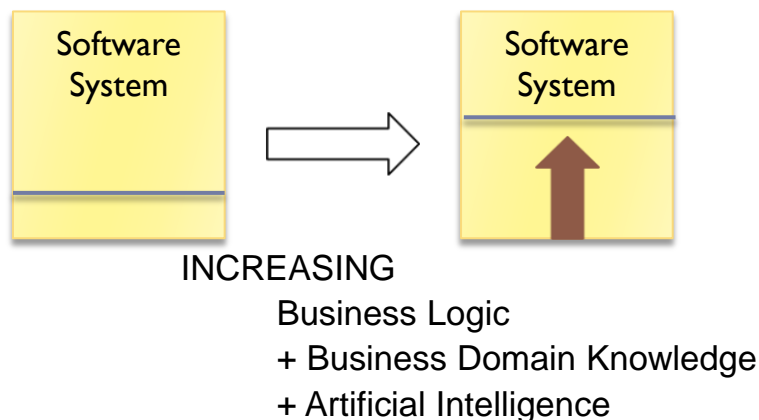 Software
System
Software
System
INCREASING
Business Logic
+ Business Domain Knowledge
+ Artificial Intelligence